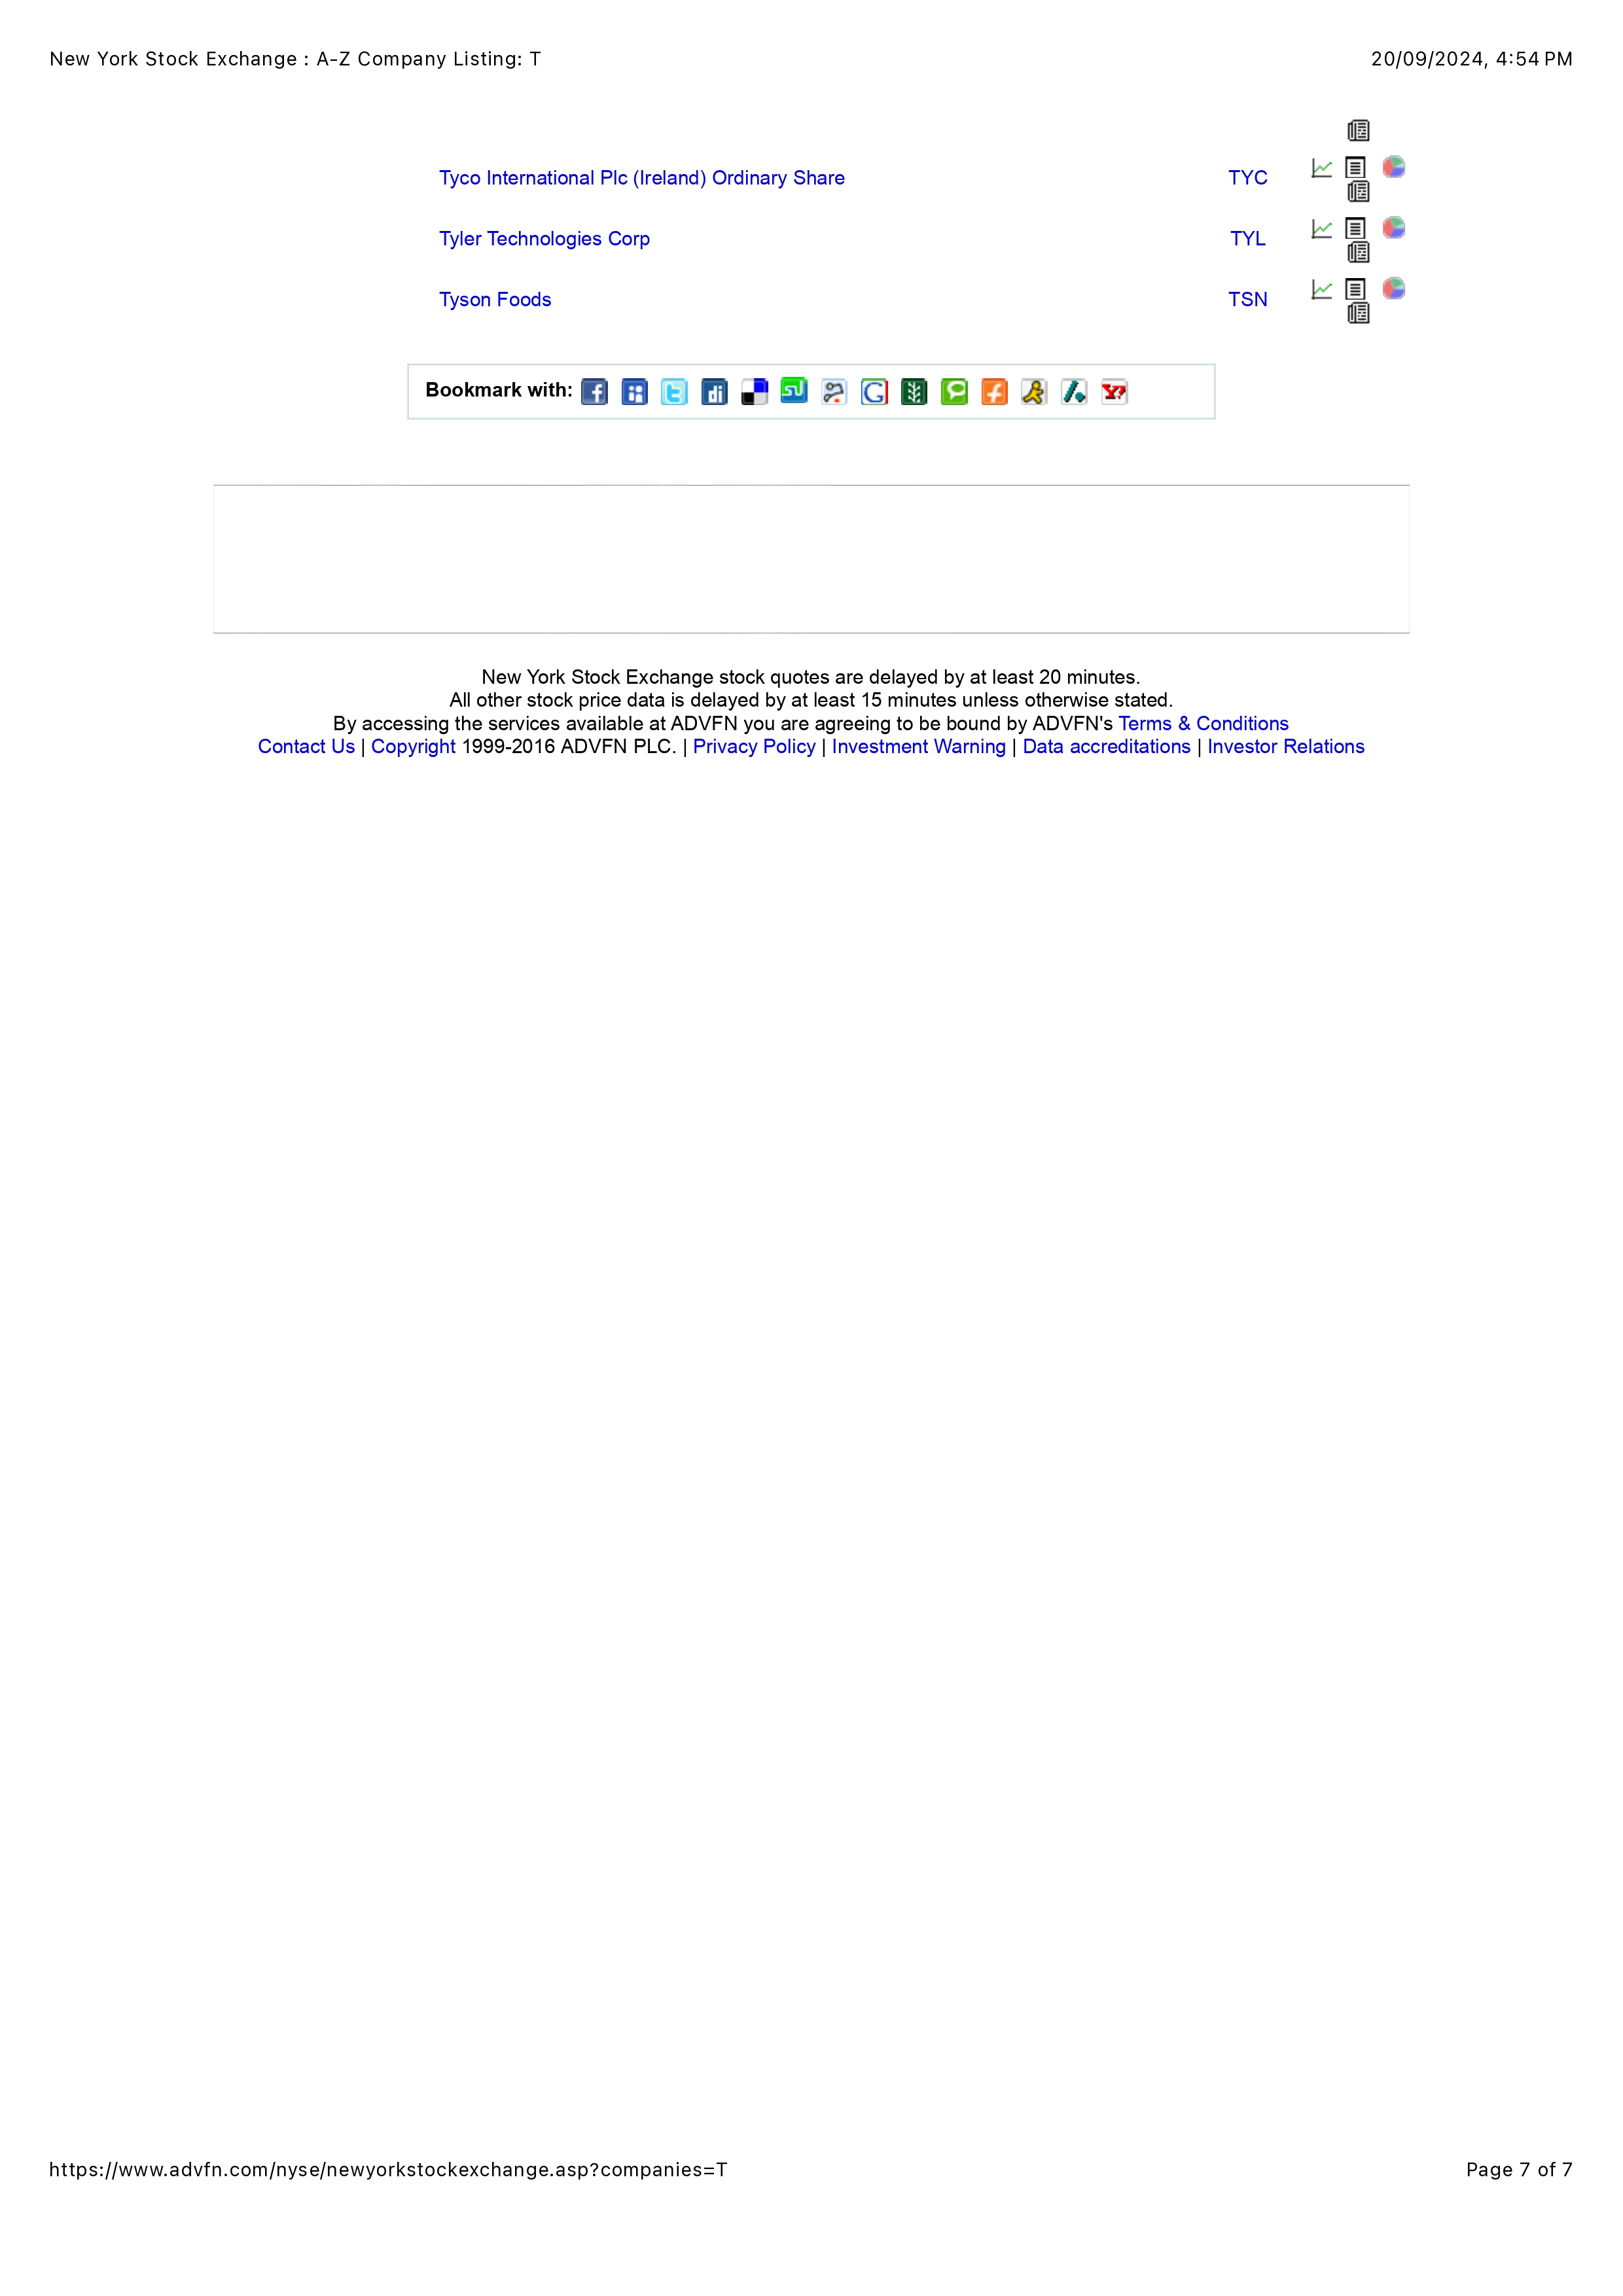 New York Stock Exchange : A-Z Company Listing: T 20/09/2024, 4:54 PM
Tyco International Plc (Ireland) Ordinary Share TYC
Tyler Technologies Corp TYL
Tyson Foods TSN
Bookmark with:
New York Stock Exchange stock quotes are delayed by at least 20 minutes.
All other stock price data is delayed by at least 15 minutes unless otherwise stated.
By accessing the services available at ADVFN you are agreeing to be bound by ADVFN's Terms & Conditions
Contact Us | Copyright 1999-2016 ADVFN PLC. | Privacy Policy | Investment Warning | Data accreditations | Investor Relations
https://www.advfn.com/nyse/newyorkstockexchange.asp?companies=T Page 7 of 7